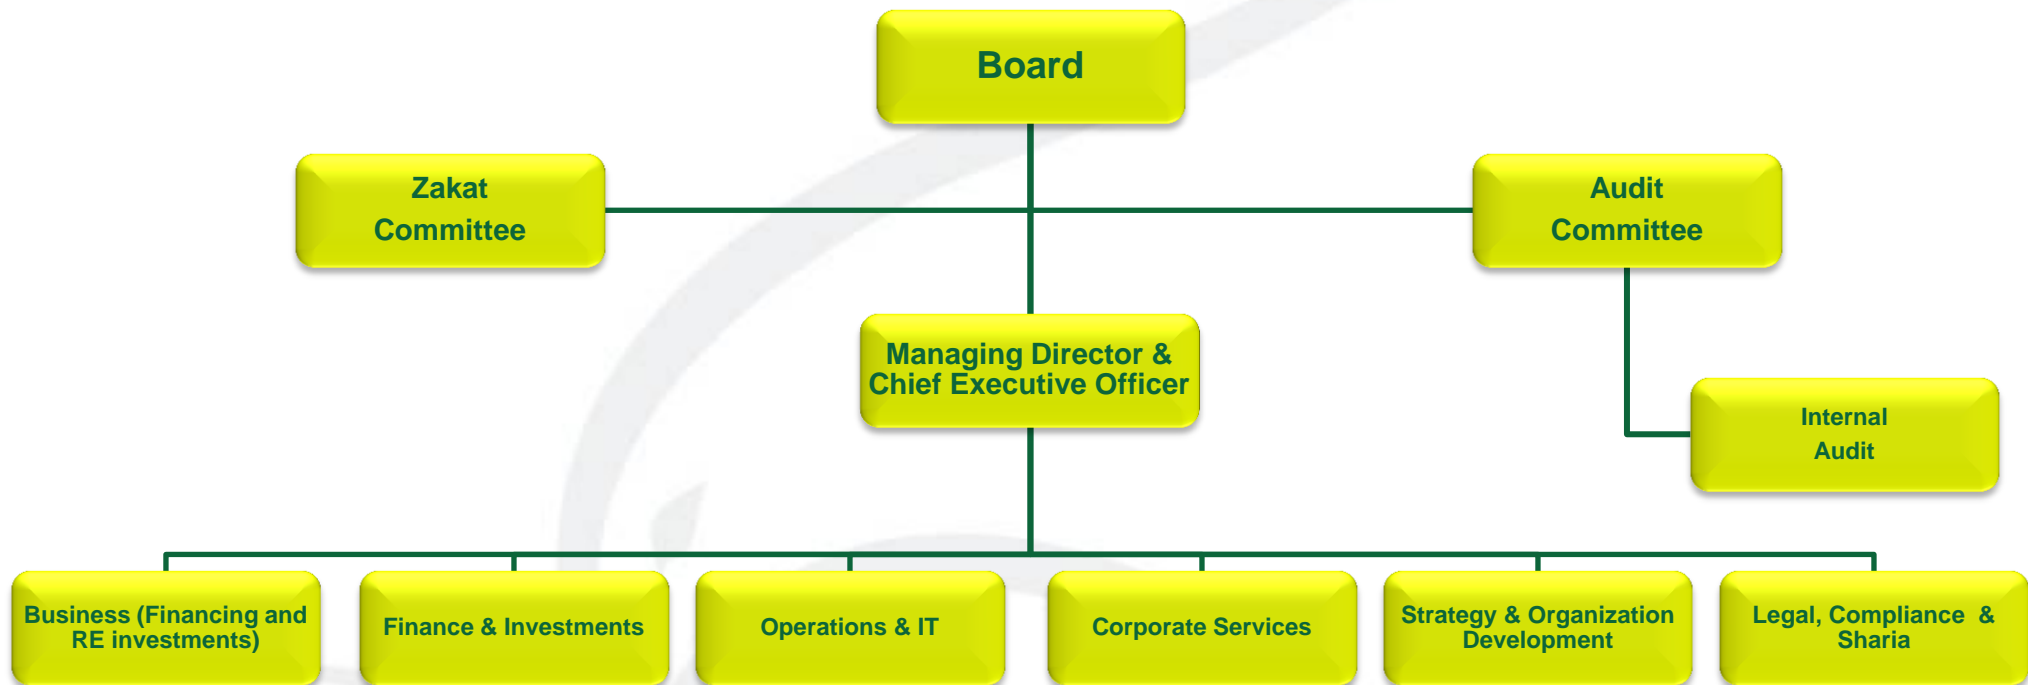 Board
Zakat
Committee
Audit
Committee
Managing Director &
Chief Executive Officer
Internal
Audit
Business (Financing and
RE investments)
Finance & Investments
Operations & IT
Corporate Services
Strategy & Organization
Development
Legal, Compliance  &
Sharia